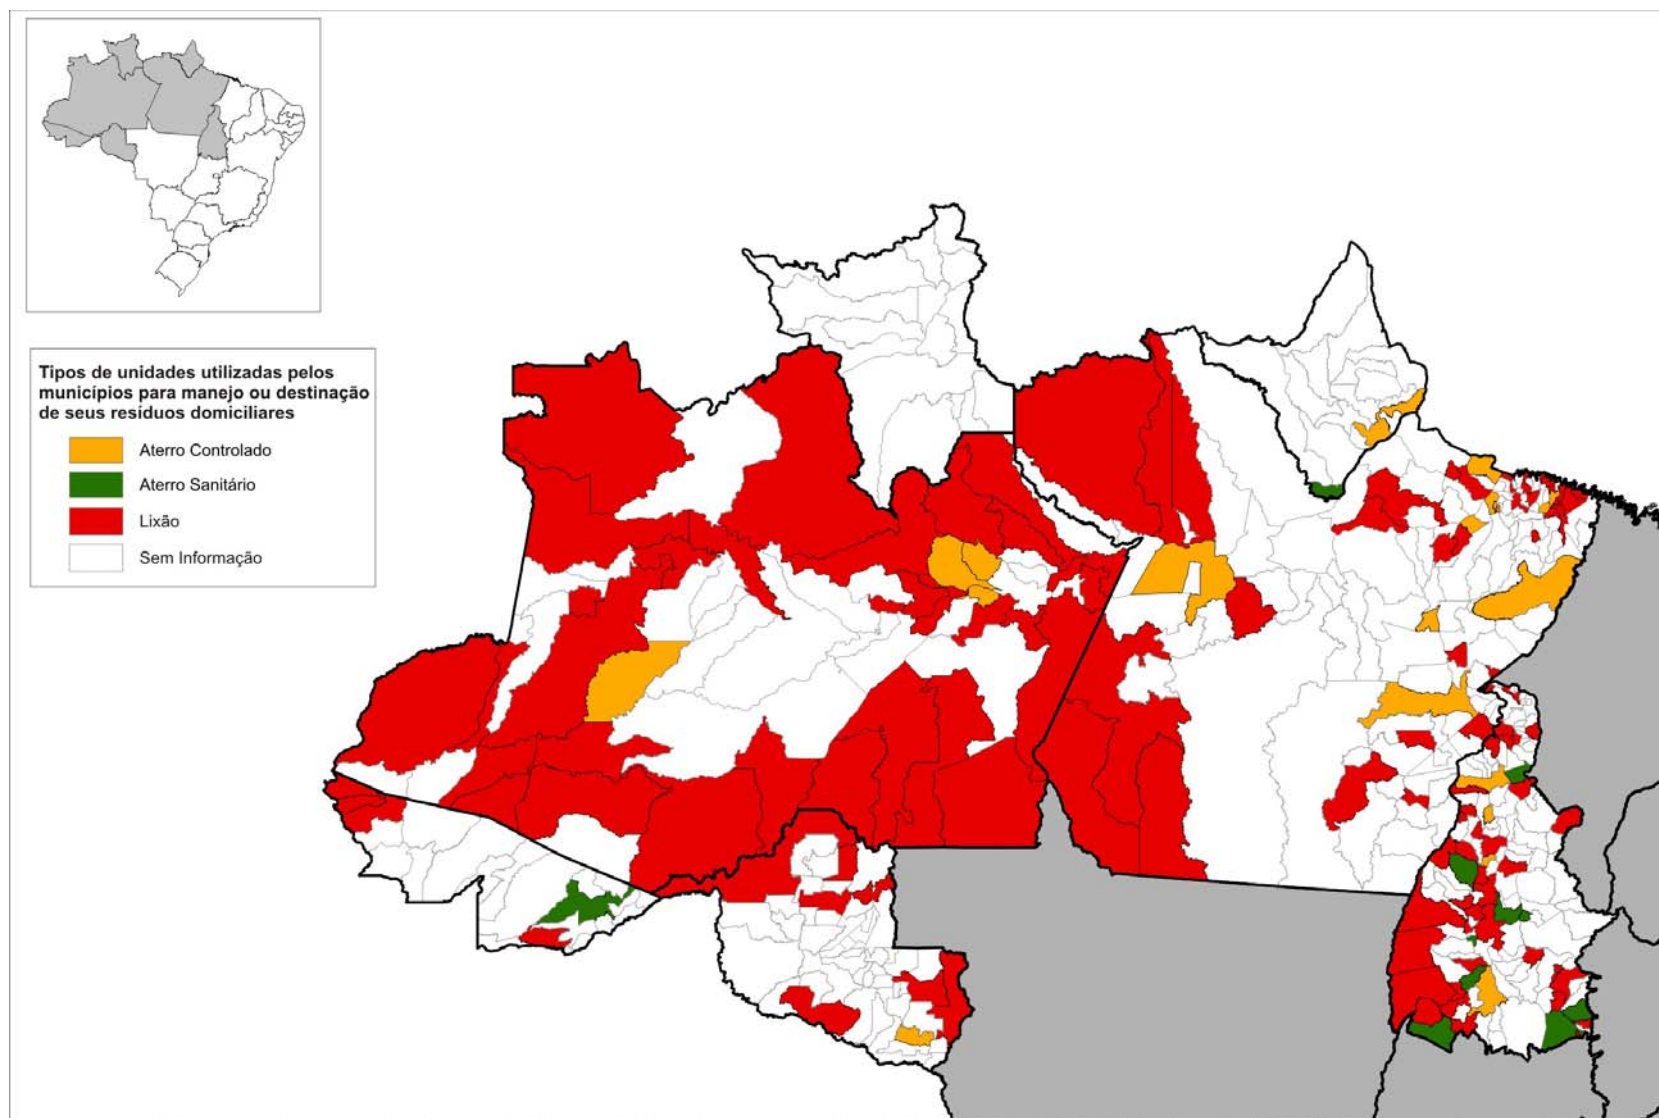 Tipos de unidades utilizadas pelos
municípios para manejo ou destinação
de seus resíduos domiciliares
Aterro Controlado
Aterro Sanitário
Lixão
Sem Informação